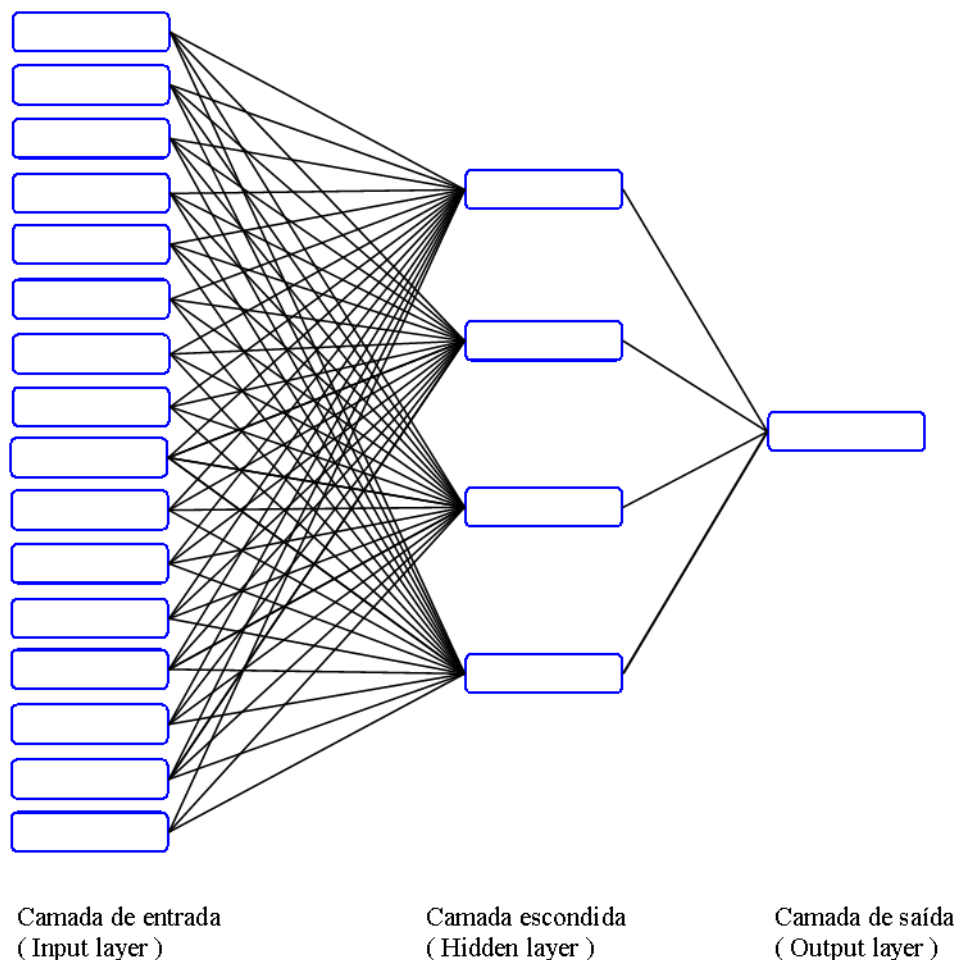 Camada de entrada
( Input layer )
Camada escondida
( Hidden layer )
Camada de saída
( Output layer )